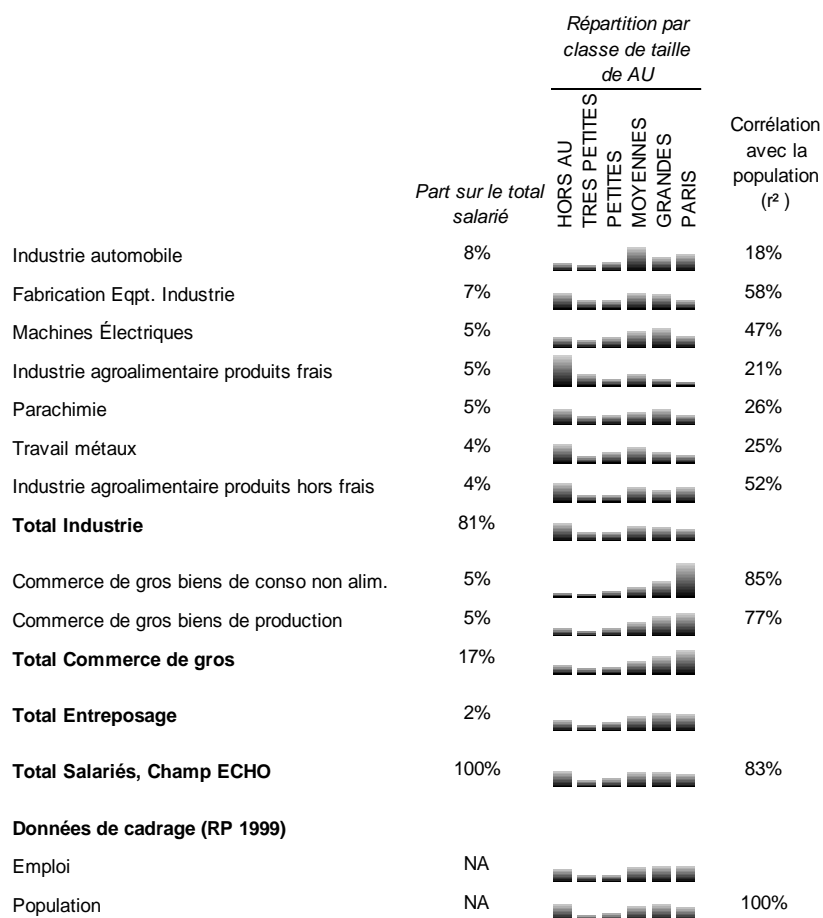 Répartition par
classe de taille
de AU
Part sur le total
salarié
HORS AU
TRES PETITES
PETITES
MOYENNES
GRANDES
PARIS
Corrélation
avec la
population
(r² )
Industrie automobile 8% 18%
Fabrication Eqpt. Industrie 7% 58%
Machines Électriques 5% 47%
Industrie agroalimentaire produits frais 5% 21%
Parachimie 5% 26%
Travail métaux 4% 25%
Industrie agroalimentaire produits hors frais 4% 52%
Total Industrie 81%
Commerce de gros biens de conso non alim. 5% 85%
Commerce de gros biens de production 5% 77%
Total Commerce de gros 17%
Total Entreposage 2%
Total Salariés, Champ ECHO 100% 83%
Données de cadrage (RP 1999)
Emploi NA
Population NA 100%